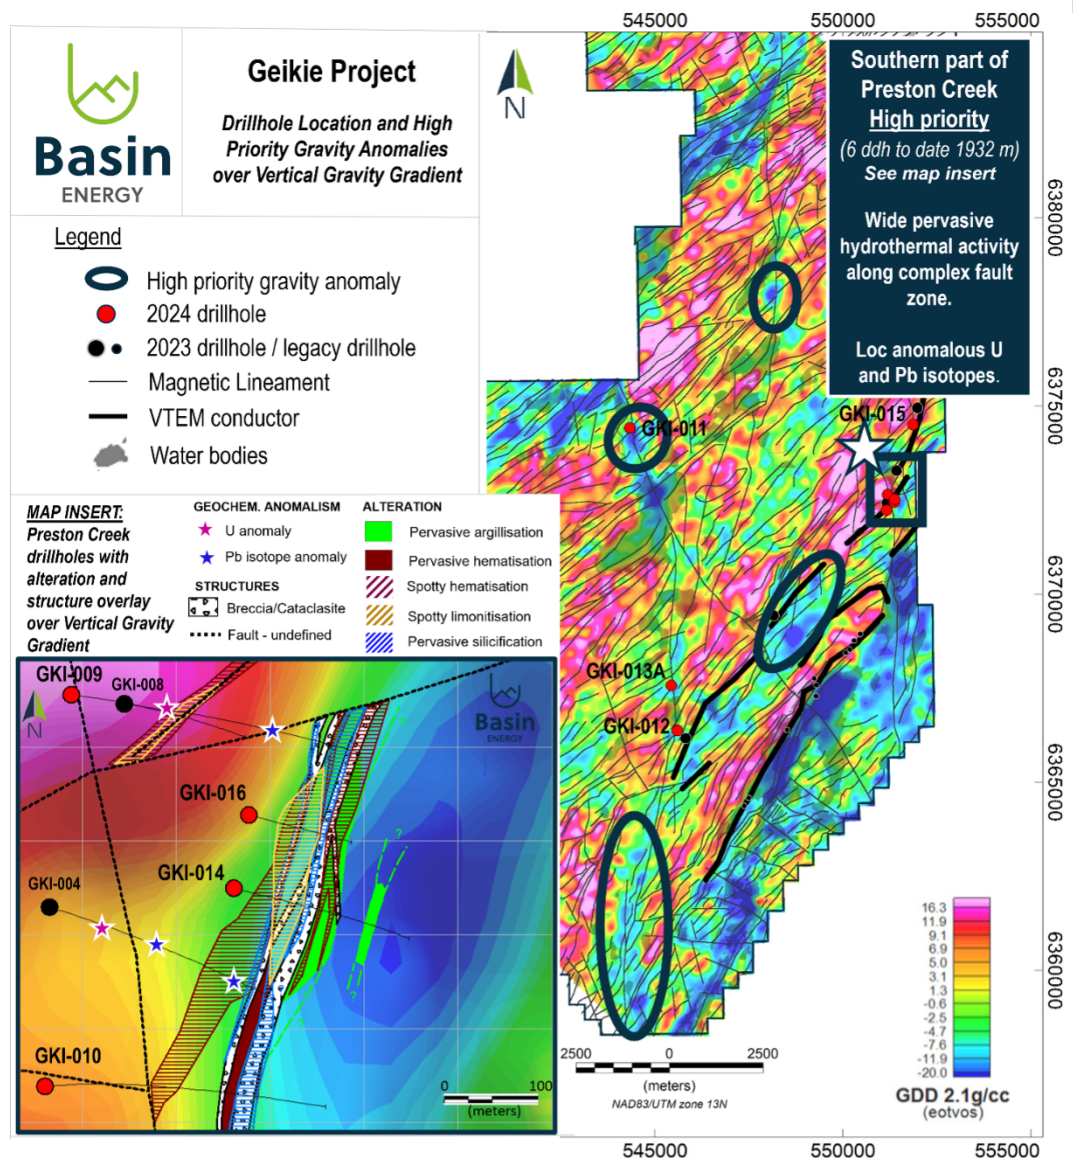 545000 550000 555000
Basin
ENERGY
Geikie Project
Drillhole Location and High
Priority Gravity Anomalies
over Vertical Gravity Gradient
N
Southern part of
Preston Creek
High priority
(6 ddh to date 1932 m)
See map insert
Wide pervasive
hydrothermal activity
along complex fault
zone.
Loc anomalous U
and Pb isotopes.
Legend
High priority gravity anomaly
2024 drillhole
2023 drillhole / legacy drillhole
Magnetic Lineament
VTEM conductor
Water bodies
6380000
6375000
6370000
6365000
6360000
GKI-015
GKI-011
GKI-013A
GKI-012
MAP INSERT:
Preston Creek
drillholes with
alteration and
structure overlay
over Vertical Gravity
Gradient
GEOCHEM. ANOMALISM
U anomaly
Pb isotope anomaly
STRUCTURES
Breccia/Cataclasite
Fault - undefined
ALTERATION
Pervasive argillisation
Pervasive hematisation
Spotty hematisation
Spotty limonitisation
Pervasive silicification
GKI-009
GKI-008
N
Basin
ENERGY
GKI-016
GKI-014
GKI-004
GKI-010
?
?
?
?
0 100
(meters)
2500 0 2500
(meters)
NAD83/UTM zone 13N
16.3
11.9
9.1
6.9
5.0
3.1
1.3
-0.6
-2.5
-4.7
-7.6
-11.9
-20.0
GDD 2.1g/cc
(eotvos)
545000 550000 555000